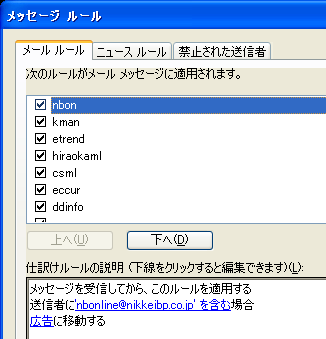 メッセージ ルール
メール ルール ニュース ルール 禁止された送信者
次のルールがメール メッセージに適用されます。
nbon
kman
etrend
hiraokaml
csml
eccur
ddinfo
上へ(U) 下へ(D)
仕訳けルールの説明 (下線をクリックすると編集できます)(L):
メッセージを受信してから、このルールを適用する
送信者に'nbonline@nikkeibp.co.jp' を含む場合
広告に移動する